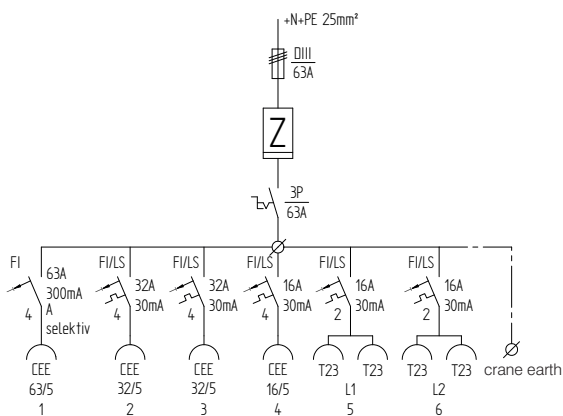 +N+PE 25mm²
DIII
63A
Z
3P
63A
FI
63A
300mA
A
selektiv
4
CEE
63/5
1
FI/LS
32A
30mA
4
CEE
32/5
2
FI/LS
32A
30mA
4
CEE
32/5
3
FI/LS
16A
30mA
4
CEE
16/5
4
FI/LS
16A
30mA
2
T23 T23
L1
5
FI/LS
16A
30mA
2
T23 T23
L2
6
crane earth